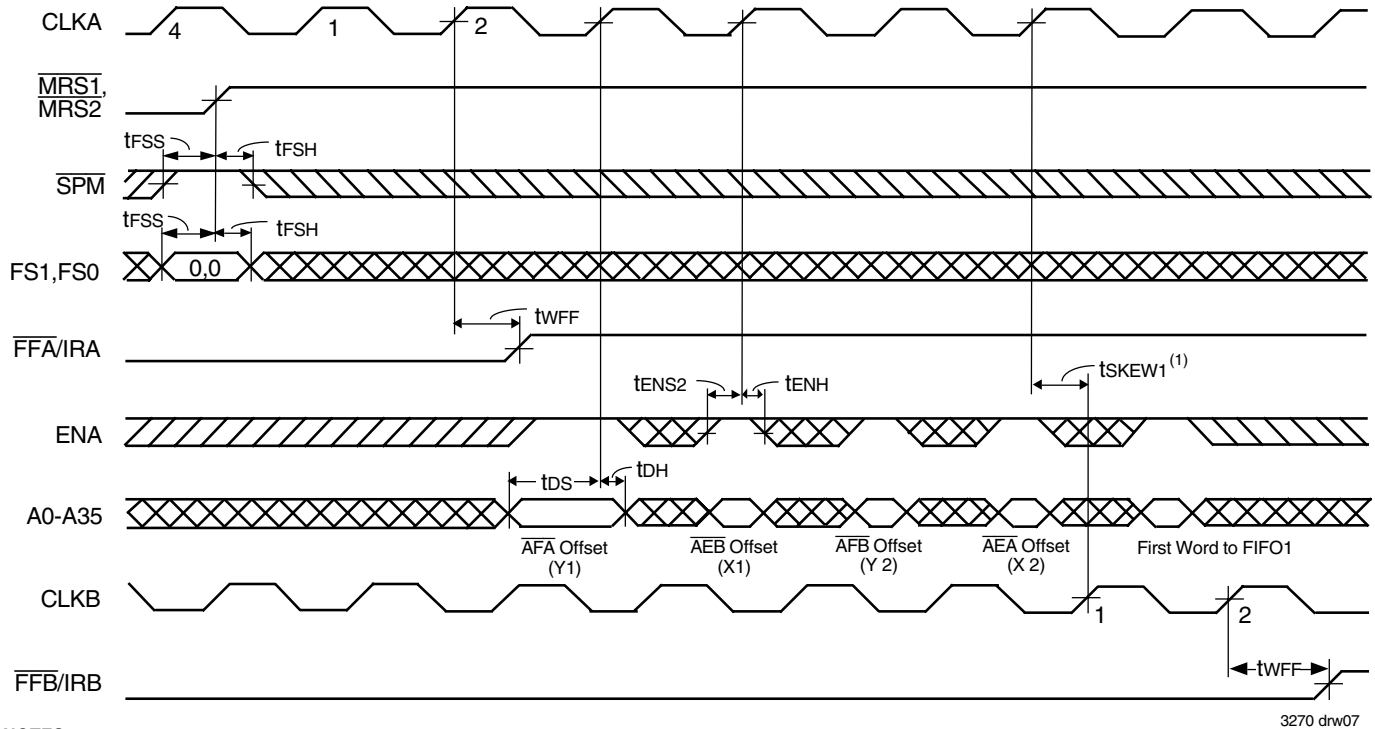 CLKA
4
1
2
MRS1,
MRS2
tFSS
tFSH
SPM
tFSS
tFSH
FS1,FS0
0,0
tWFF
FFA/IRA
tENS2
tENH
tSKEW1(1)
ENA
tDS
tDH
A0-A35
AFA Offset
(Y1)
AEB Offset
(X1)
AFB Offset
(Y 2)
AEA Offset
(X 2)
First Word to FIFO1
CLKB
1
2
tWFF
FFB/IRB
3270 drw07